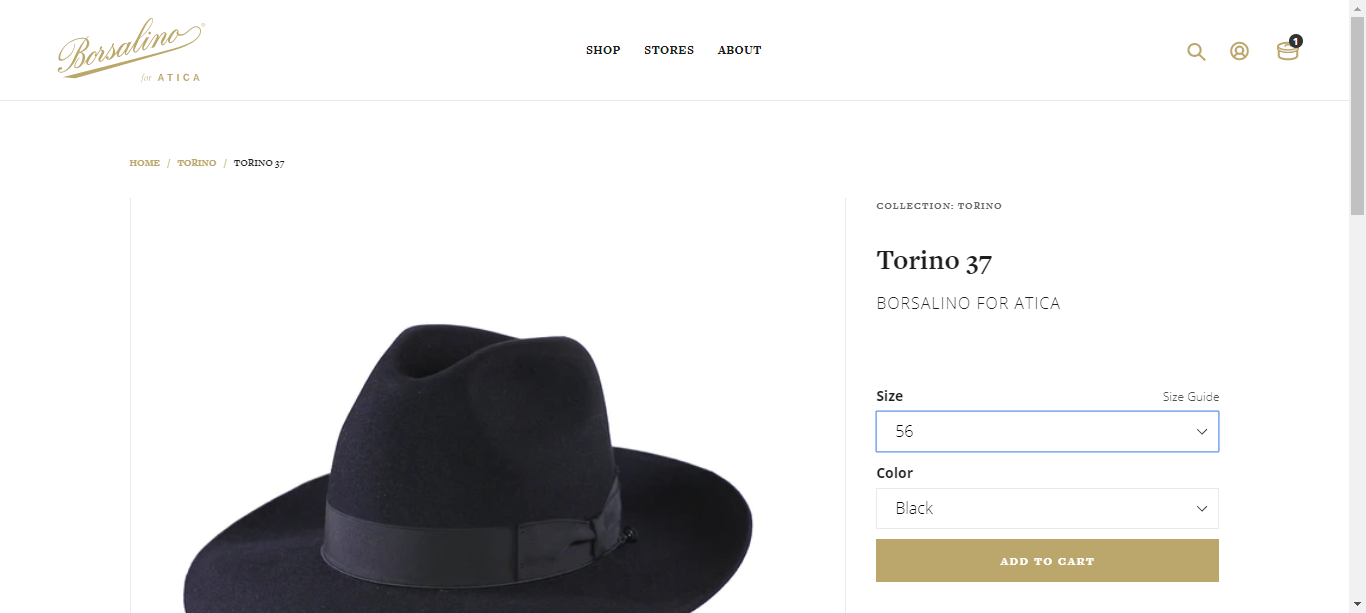 Borsalino®
for ATICA
SHOP STORES ABOUT
1
HOME / TORINO / TORINO 37
COLLECTION: TORINO
Torino 37
BORSALINO FOR ATICA
Size Size Guide
56
Color
Black
ADD TO CART